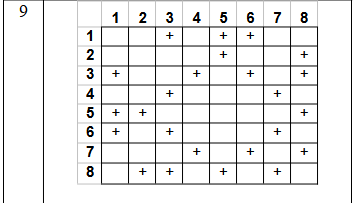 9
1 2 3 4 5 6 7 8
1 + + +
2 + +
3 + + + +
4 + +
5 + + +
6 + + +
7 + + +
8 + + + +